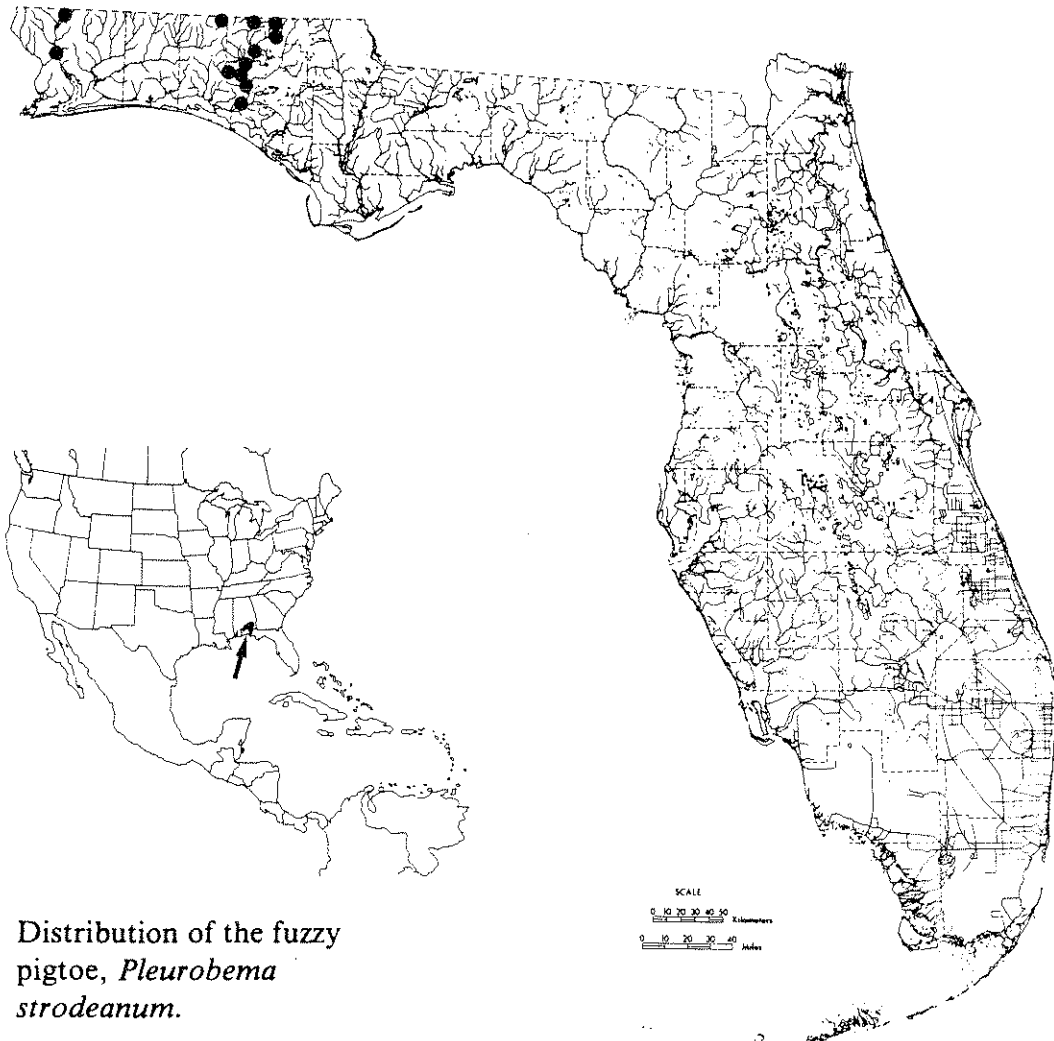 SCALE
0 10 20 30 40 50 Kilometers
0 10 20 30 40 Miles
Distribution of the fuzzy
pigtoe, Pleurobema
strodeanum.